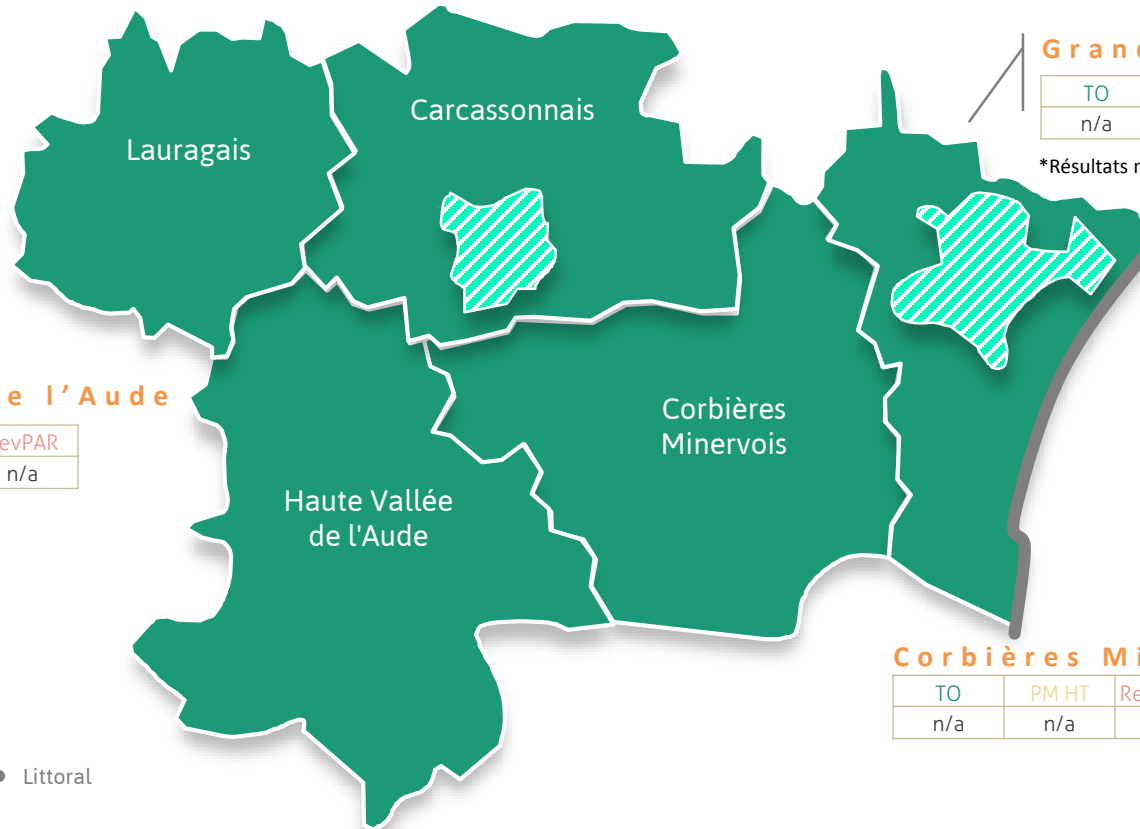 Grand
TO
n/a
*Résultats n
Carcassonnais
Lauragais
e l'Aude
evPAR
n/a
Corbières
Minervois
Haute Vallée
de l'Aude
Corbières Mi
TO PM HT Re
n/a n/a
Littoral